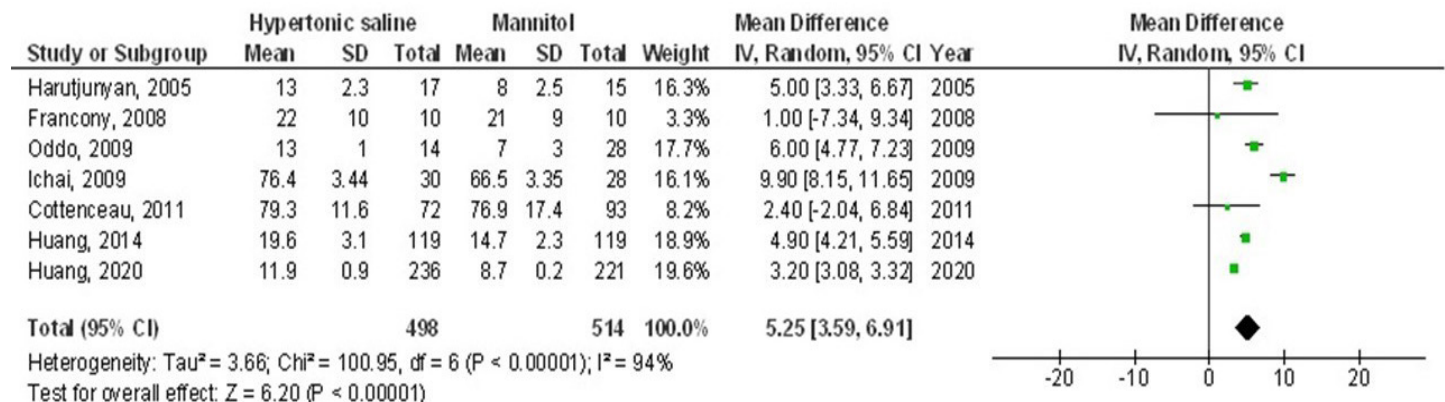 Hypertonic saline Mannitol Mean Difference Mean Difference
Study or Subgroup Mean SD Total Mean SD Total Weight IV, Random, 95% CI Year IV, Random, 95% CI
Harutjunyan, 2005 13 2.3 17 8 2.5 15 16.3% 5.00 [3.33, 6.67] 2005
Francony, 2008 22 10 10 21 9 10 3.3% 1.00 [-7.34, 9.34] 2008
Oddo, 2009 13 1 14 7 3 28 17.7% 6.00 [4.77, 7.23] 2009
Ichai, 2009 76.4 3.44 30 66.5 3.35 28 16.1% 9.90 [8.15, 11.65] 2009
Cottenceau, 2011 79.3 11.6 72 76.9 17.4 93 8.2% 2.40 [-2.04, 6.84] 2011
Huang, 2014 19.6 3.1 119 14.7 2.3 119 18.9% 4.90 [4.21, 5.59] 2014
Huang, 2020 11.9 0.9 236 8.7 0.2 221 19.6% 3.20 [3.08, 3.32] 2020
Total (95% CI) 498 514 100.0% 5.25 [3.59, 6.91]
Heterogeneity: Tau² = 3.66; Chi² = 100.95, df = 6 (P < 0.00001); I² = 94%
Test for overall effect: Z = 6.20 (P < 0.00001)
-20 -10 0 10 20